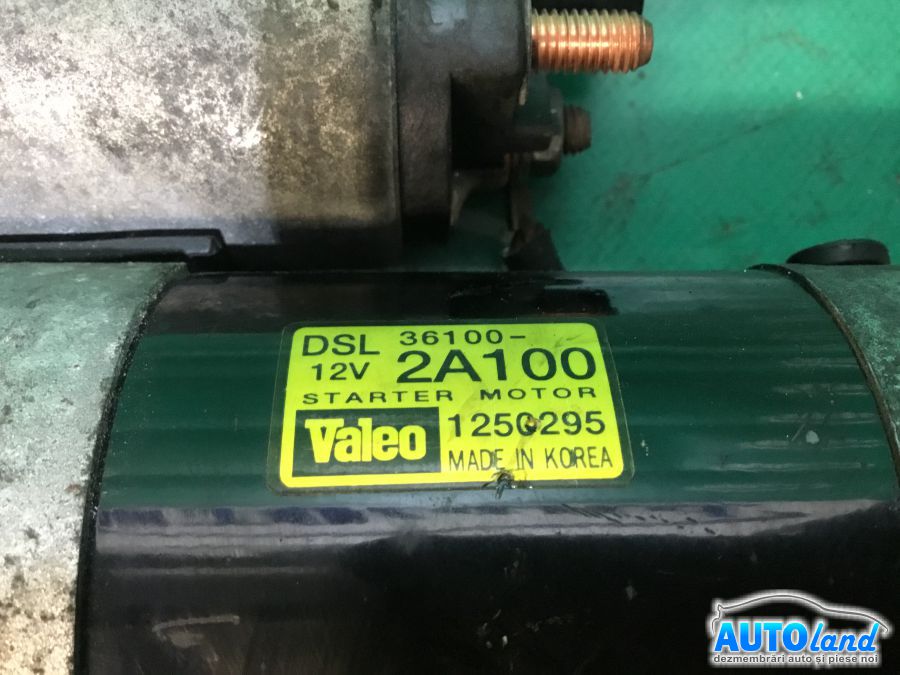 DSL 36100-
12V 2A100
STARTER MOTOR
Valeo 1250295
MADE IN KOREA
AUTOland
dezmembrări auto și piese noi